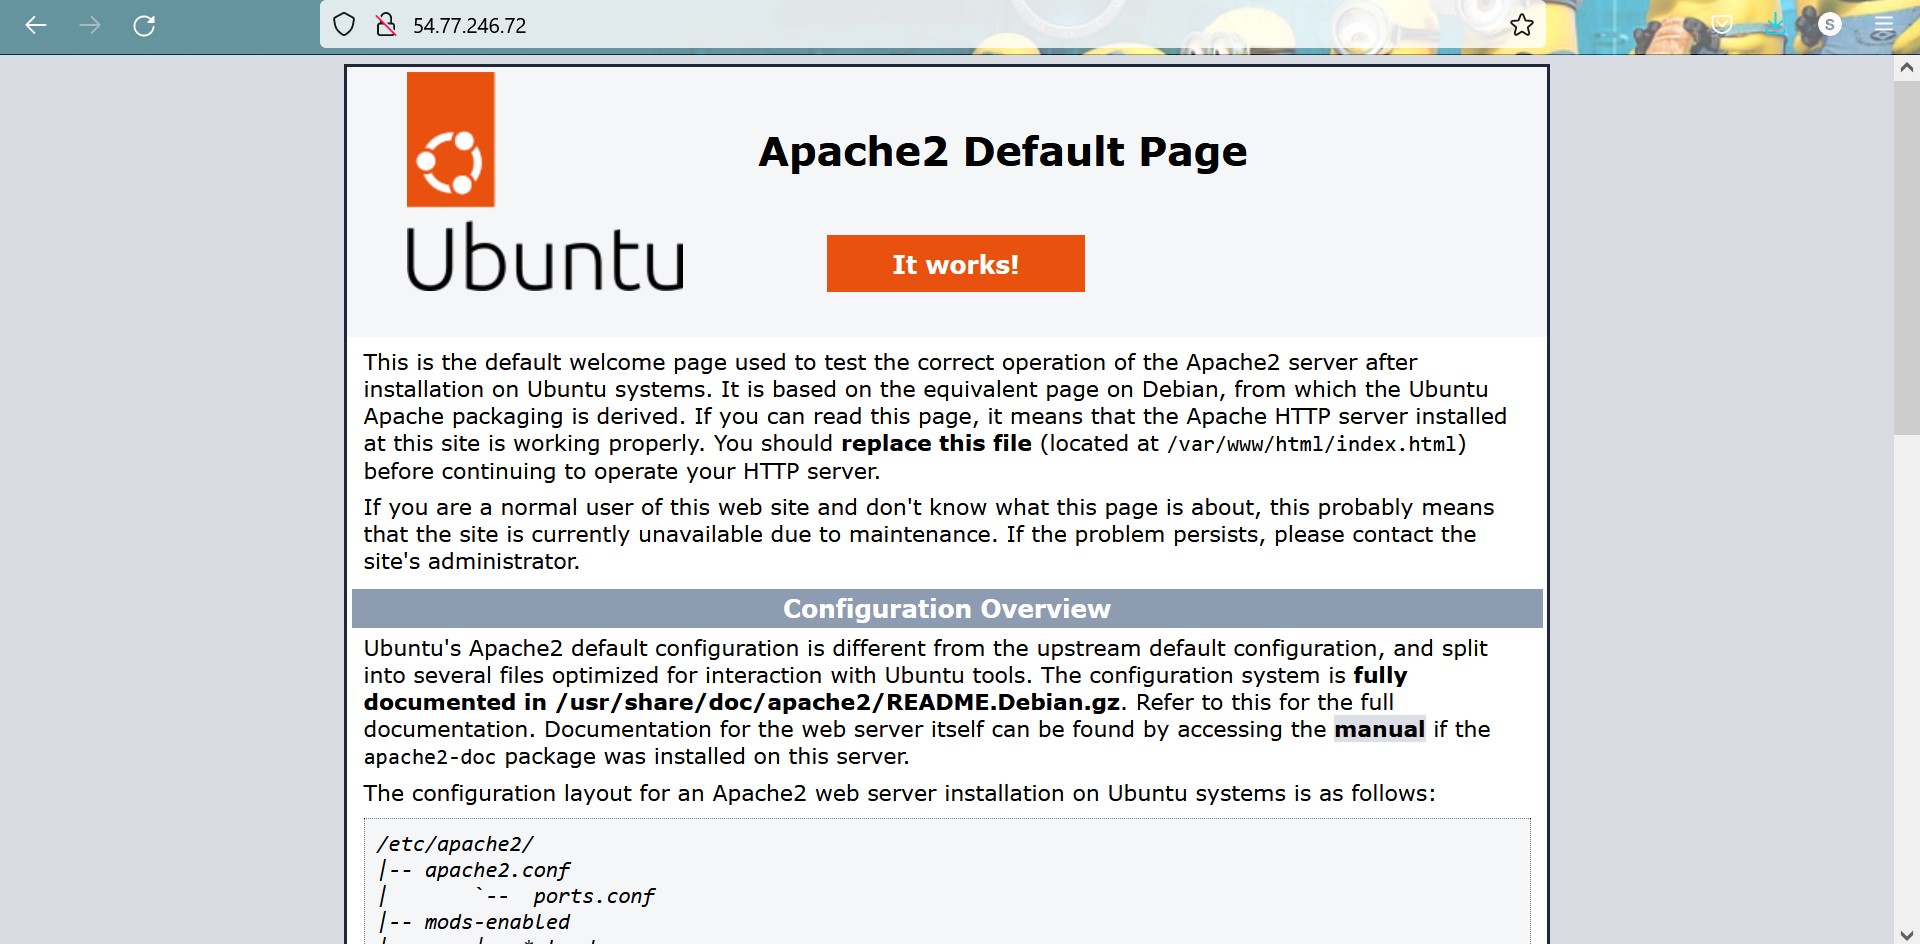 54.77.246.72
S
Apache2 Default Page
Ubuntu
It works!
This is the default welcome page used to test the correct operation of the Apache2 server after
installation on Ubuntu systems. It is based on the equivalent page on Debian, from which the Ubuntu
Apache packaging is derived. If you can read this page, it means that the Apache HTTP server installed
at this site is working properly. You should replace this file (located at /var/www/html/index.html)
before continuing to operate your HTTP server.
If you are a normal user of this web site and don't know what this page is about, this probably means
that the site is currently unavailable due to maintenance. If the problem persists, please contact the
site's administrator.
Configuration Overview
Ubuntu's Apache2 default configuration is different from the upstream default configuration, and split
into several files optimized for interaction with Ubuntu tools. The configuration system is fully
documented in /usr/share/doc/apache2/README.Debian.gz. Refer to this for the full
documentation. Documentation for the web server itself can be found by accessing the manual if the
apache2-doc package was installed on this server.
The configuration layout for an Apache2 web server installation on Ubuntu systems is as follows:
/etc/apache2/
|-- apache2.conf
|       `--  ports.conf
|-- mods-enabled